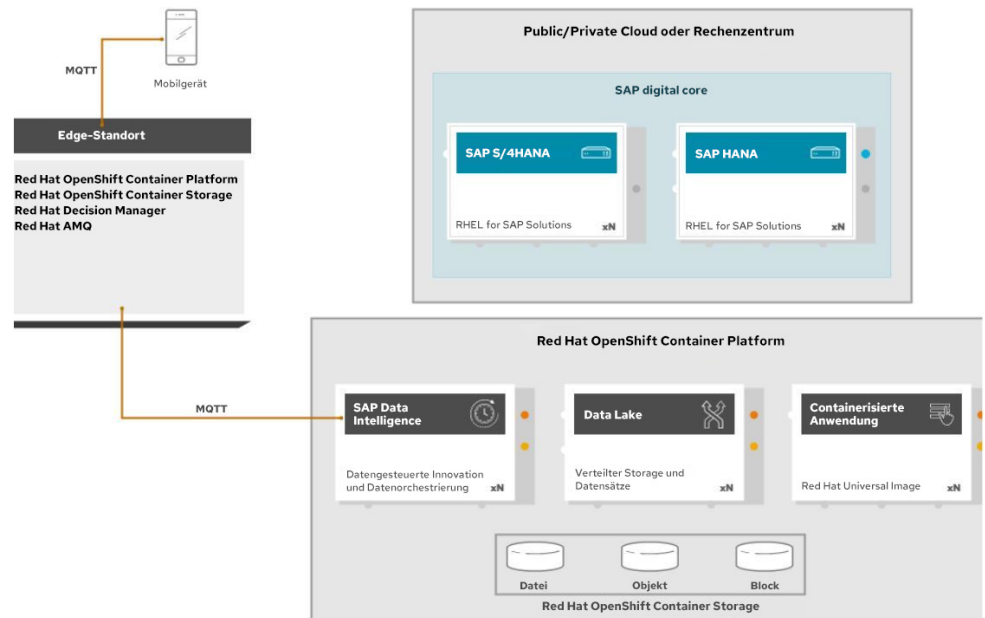 MQTT
Mobilgerät
Edge-Standort
Red Hat OpenShift Container Platform
Red Hat OpenShift Container Storage
Red Hat Decision Manager
Red Hat AMQ
Public/Private Cloud oder Rechenzentrum
SAP digital core
SAP S/4HANA
RHEL for SAP Solutions xN
SAP HANA
RHEL for SAP Solutions xN
MQTT
Red Hat OpenShift Container Platform
SAP Data
Intelligence
Datengesteuerte Innovation
und Datenorchestrierung xN
Data Lake
Verteilter Storage und
Datensätze xN
Containerisierte
Anwendung
Red Hat Universal Image xN
Datei
Objekt
Block
Red Hat OpenShift Container Storage